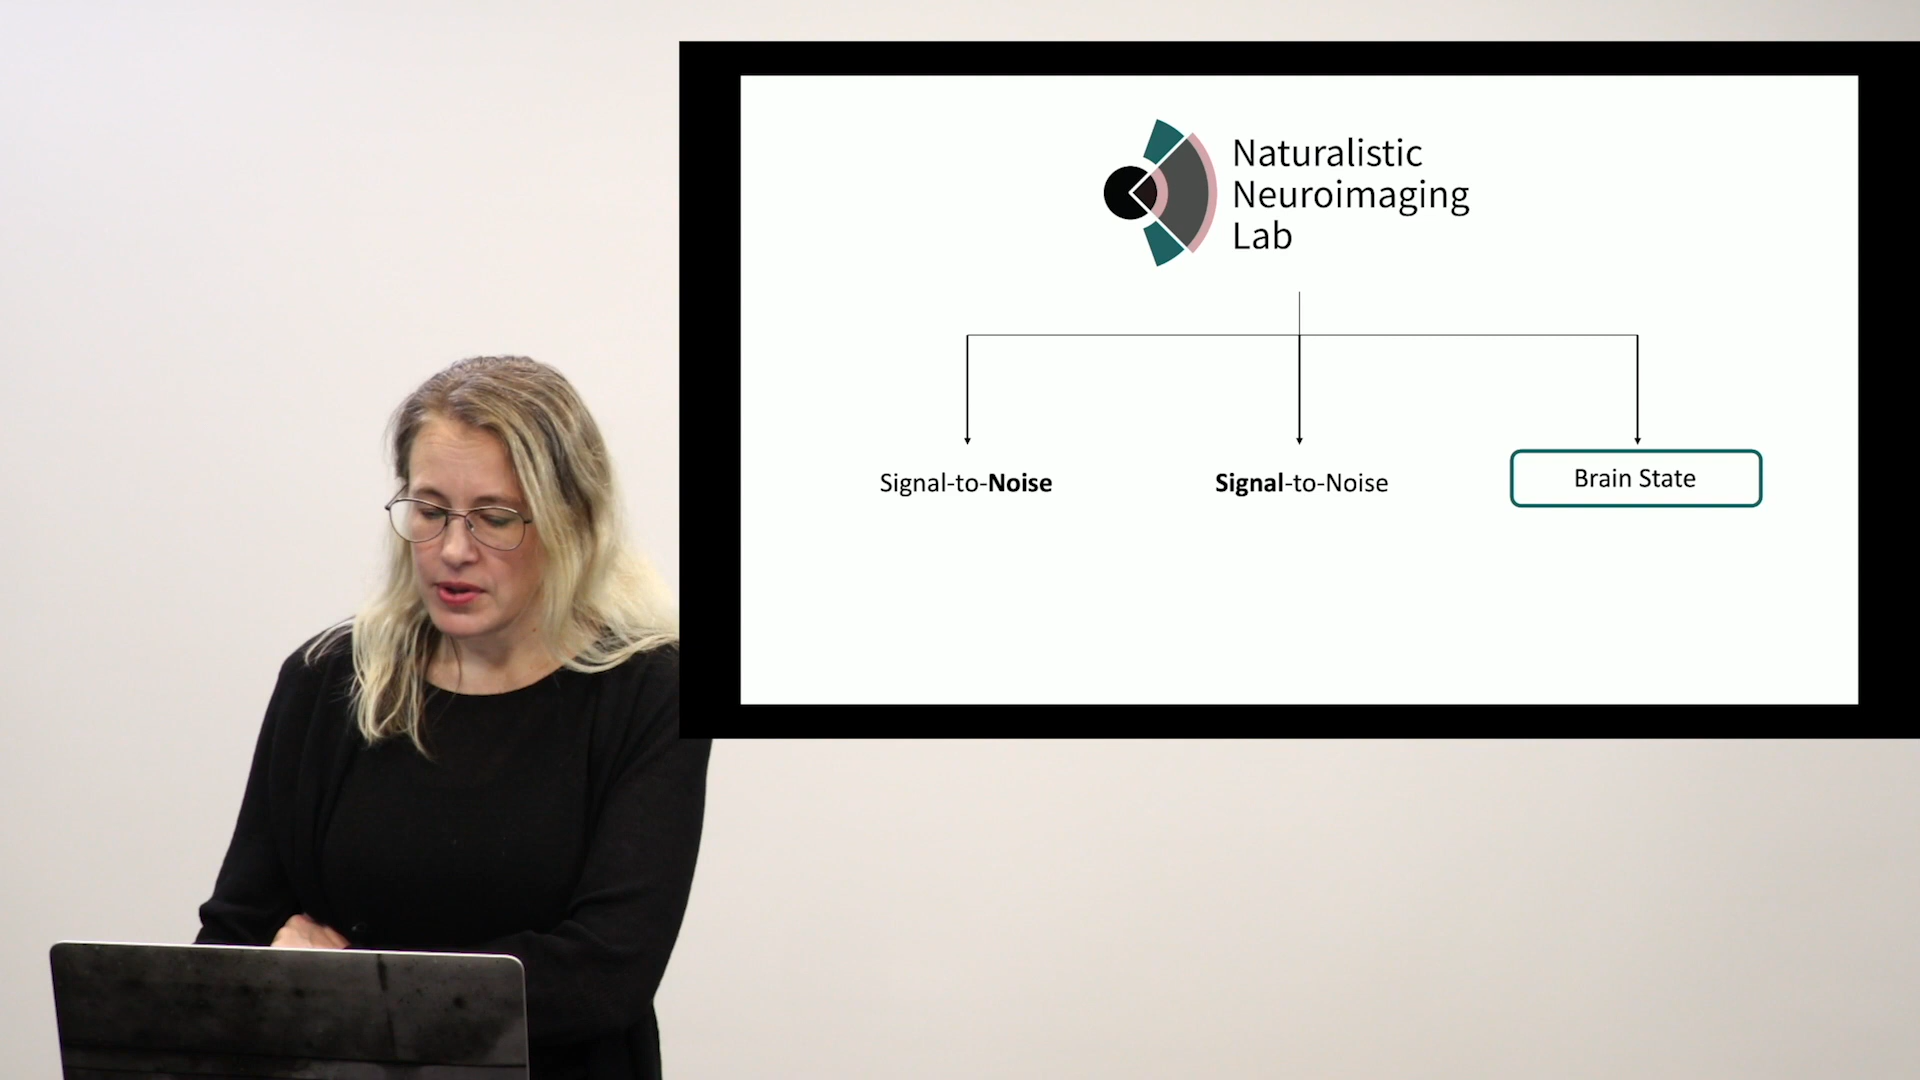 Naturalistic
Neuroimaging
Lab
Signal-to-Noise
Signal-to-Noise
Brain State